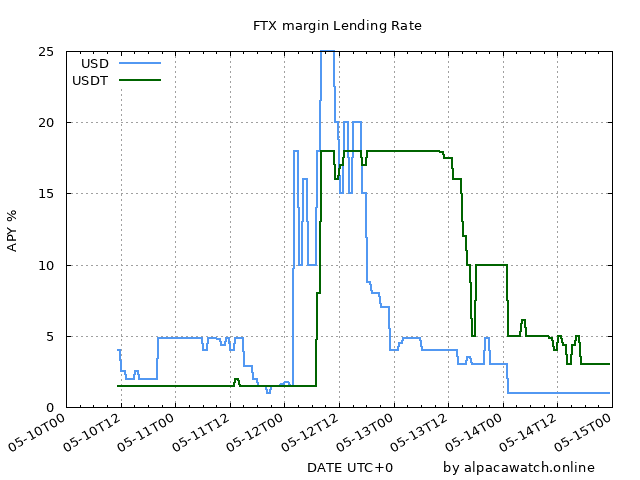 FTX margin Lending Rate
USD
USDT
APY %
25
20
15
10
5
0
05-10T00
05-10T12
05-11T00
05-11T12
05-12T00
05-12T12
05-13T00
05-13T12
05-14T00
05-14T12
05-15T00
DATE UTC+0
by alpacawatch.online